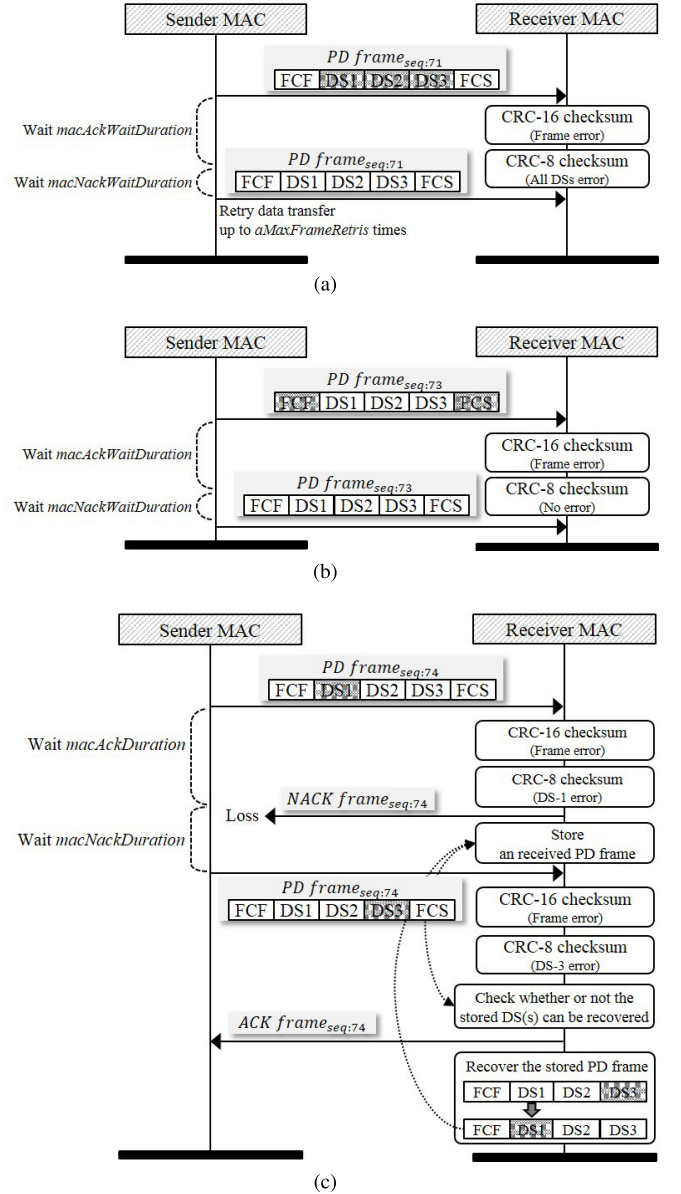 Sender MAC
Receiver MAC
PD frame seq:71
FCF DS1 DS2 DS3 FCS
CRC-16 checksum
(Frame error)
Wait macAckWaitDuration
CRC-8 checksum
(All DSs error)
PD frame seq:71
FCF DS1 DS2 DS3 FCS
Wait macNackWaitDuration
Retry data transfer
up to aMaxFrameRetris times
(a)
Sender MAC
Receiver MAC
PD frame seq:73
FCF DS1 DS2 DS3 FCS
CRC-16 checksum
(Frame error)
Wait macAckWaitDuration
CRC-8 checksum
(No error)
PD frame seq:73
FCF DS1 DS2 DS3 FCS
Wait macNackWaitDuration
(b)
Sender MAC
Receiver MAC
PD frame seq:74
FCF DS1 DS2 DS3 FCS
CRC-16 checksum
(Frame error)
Wait macAckDuration
CRC-8 checksum
(DS-1 error)
NACK frame seq:74
Loss
Wait macNackDuration
Store
an received PD frame
PD frame seq:74
FCF DS1 DS2 DS3 FCS
CRC-16 checksum
(Frame error)
CRC-8 checksum
(DS-3 error)
Check whether or not the
stored DS(s) can be recovered
ACK frame seq:74
Recover the stored PD frame
FCF DS1 DS2 DS3
FCF DS1 DS2 DS3
(c)